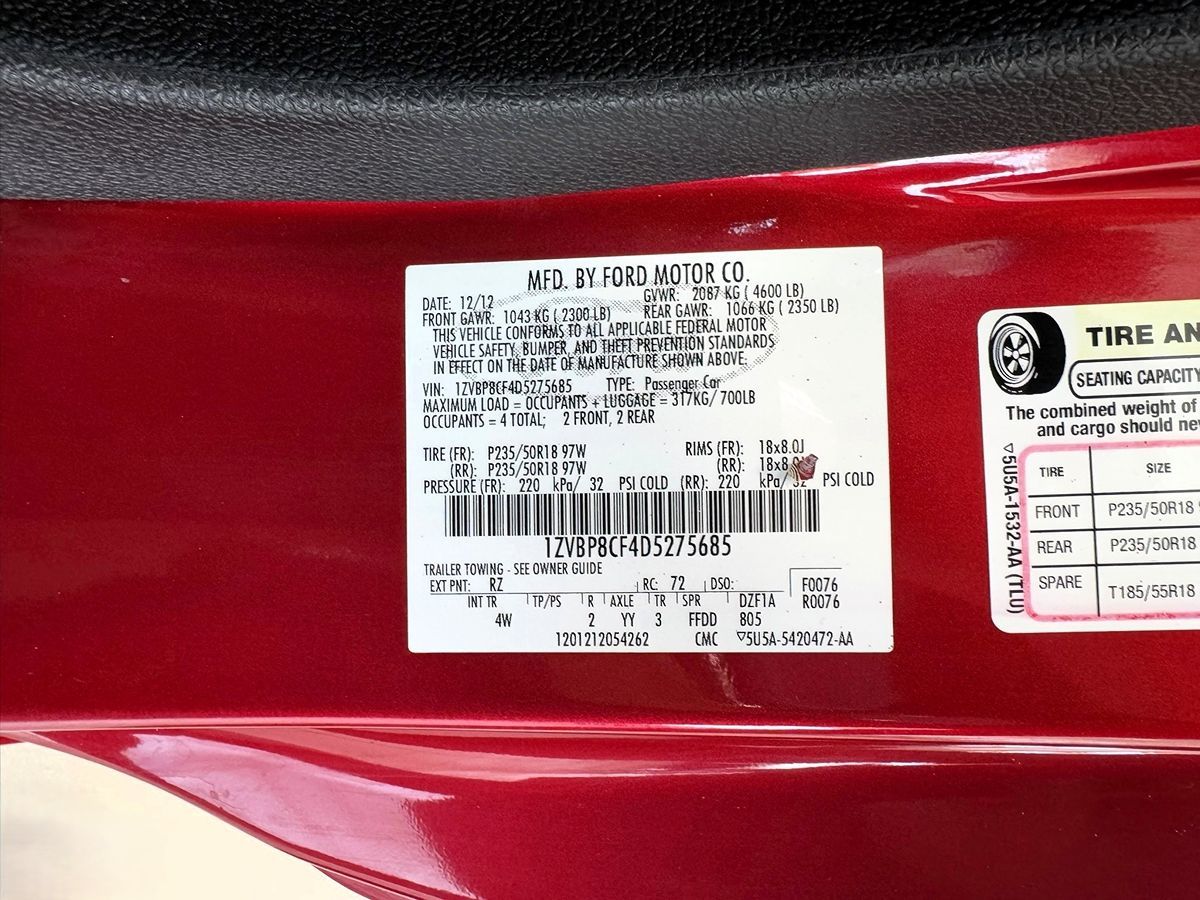 MFD. BY FORD MOTOR CO.
DATE: 12/12 GVWR: 2087 KG ( 4600 LB)
FRONT GAWR: 1043 KG ( 2300 LB) REAR GAWR: 1066 KG ( 2350 LB)
THIS VEHICLE CONFORMS TO ALL APPLICABLE FEDERAL MOTOR
VEHICLE SAFETY, BUMPER, AND THEFT PREVENTION STANDARDS
IN EFFECT ON THE DATE OF MANUFACTURE SHOWN ABOVE.
VIN: 1ZVBP8CF4D5275685 TYPE: Passenger Car
MAXIMUM LOAD = OCCUPANTS + LUGGAGE = 317KG/ 700LB
OCCUPANTS = 4 TOTAL; 2 FRONT, 2 REAR
TIRE (FR): P235/50R18 97W RIMS (FR): 18x8.0J
(RR): P235/50R18 97W (RR): 18x8.0J
PRESSURE (FR): 220 kPa/ 32 PSI COLD (RR): 220 kPa/ 32 PSI COLD
1ZVBP8CF4D5275685
TRAILER TOWING - SEE OWNER GUIDE
EXT PNT: RZ RC: 72 DSO: F0076
INT TR TP/PS R AXLE TR SPR DZF1A R0076
4W 2 YY 3 FFDD 805
1201212054262 CMC ▽5U5A-5420472-AA
TIRE AN
SEATING CAPACITY
The combined weight of
and cargo should nev
▽5U5A-1532-AA (TLU)
TIRE SIZE
FRONT P235/50R18 9
REAR P235/50R18
SPARE T185/55R18